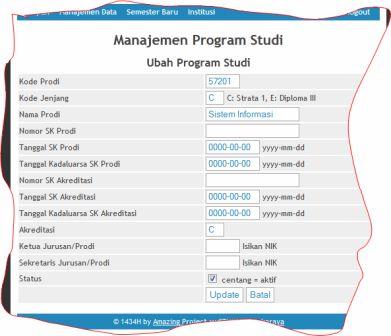 Manajemen Data Semester Baru Institusi Logout
Manajemen Program Studi
Ubah Program Studi
Kode Prodi 57201
Kode Jenjang C C: Strata 1, E: Diploma III
Nama Prodi Sistem Informasi
Nomor SK Prodi
Tanggal SK Prodi 0000-00-00 yyyy-mm-dd
Tanggal Kadaluarsa SK Prodi 0000-00-00 yyyy-mm-dd
Nomor SK Akreditasi
Tanggal SK Akreditasi 0000-00-00 yyyy-mm-dd
Tanggal Kadaluarsa SK Akreditasi 0000-00-00 yyyy-mm-dd
Akreditasi C
Ketua Jurusan/Prodi Isikan NIK
Sekretaris Jurusan/Prodi Isikan NIK
Status centang = aktif
Update Batal
© 1434H by Amazing Project